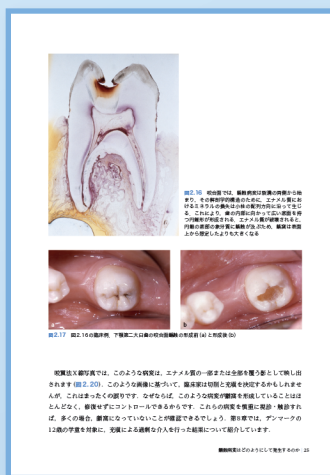 図2.16 咬合面では,齲蝕病変は裂溝の両側から始
まり,その解剖学的構造のために,エナメル質にお
けるミネラルの喪失は小柱の配列方向に沿って生じ
る.これにより,歯の内部に向かって広い底面を持
つ円錐形が形成される.エナメル質が破壊されると,
内層の深部の象牙質に齲蝕が及ぶため,齲窩は表面
上から想定したよりも大きくなる
b
図2.17 図2.16の臨床例.下顎第二大臼歯の咬合面齲蝕の形成前(a)と形成後(b)
咬翼法X線写真では,このような病変は,エナメル質の一部または全部を覆う影として映し出
されます(図2.20).このような画像に基づいて,臨床家は切削と充塡を決定するかもしれませ
んが,これはまったくの誤りです.なぜならば,このような病変が齲窩を形成していることはほ
とんどなく,修復せずにコントロールできるからです.これらの病変を慎重に視診・触診すれ
ば,多くの場合,齲窩になっていないことが確認できるでしょう.第8章では,デンマークの
12歳の学童を対象に,充塡による過剰な介入を行った結果について紹介しています.
齲蝕病変はどのようにして発生するのか 25